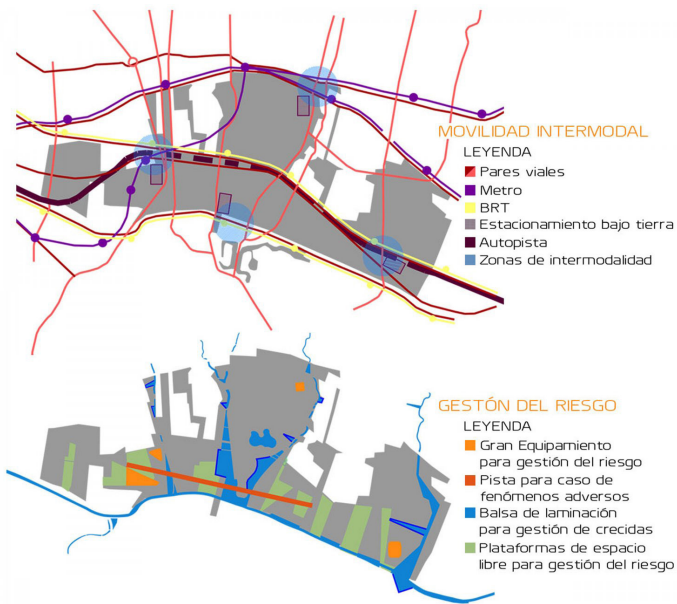 MOVILIDAD INTERMODAL
LEYENDA
Pares viales
Metro
BRT
Estacionamiento bajo tierra
Autopista
Zonas de intermodalidad
GESTIÓN DEL RIESGO
LEYENDA
Gran Equipamiento
para gestión del riesgo
Pista para caso de
fenómenos adversos
Balsa de laminación
para gestión de crecidas
Plataformas de espacio
libre para gestión del riesgo